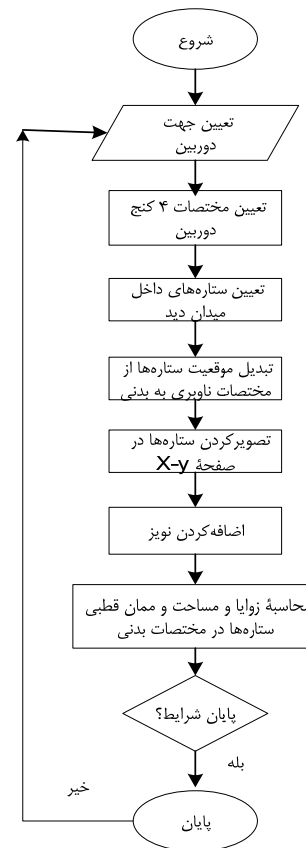 شروع
تعیین جهت
دوربین
تعیین مختصات ۴ کنج
دوربین
تعیین ستاره‌های داخل
میدان دید
تبدیل موقعیت ستاره‌ها از
مختصات ناوبری به بدنی
تصویرکردن ستاره‌ها در
صفحهٔ X-y
اضافه‌کردن نویز
محاسبهٔ زوایا و مساحت و ممان قطبی
ستاره‌ها در مختصات بدنی
پایان شرایط؟
بله
خیر
پایان